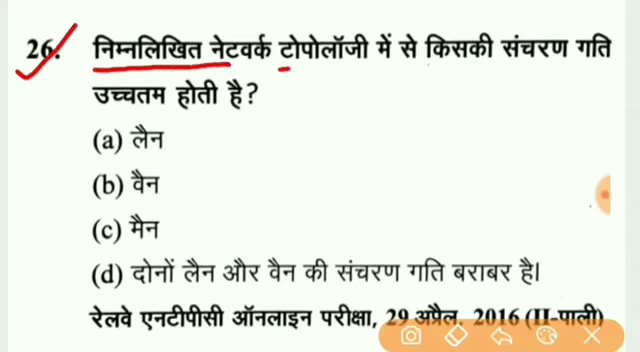 26. निम्नलिखित नेटवर्क टोपोलॉजी में से किसकी संचरण गति
उच्चतम होती है?
(a) लैन
(b) वैन
(c) मैन
(d) दोनों लैन और वैन की संचरण गति बराबर है।
रेलवे एनटीपीसी ऑनलाइन परीक्षा, 29 अप्रैल, 2016 (II-पाली)